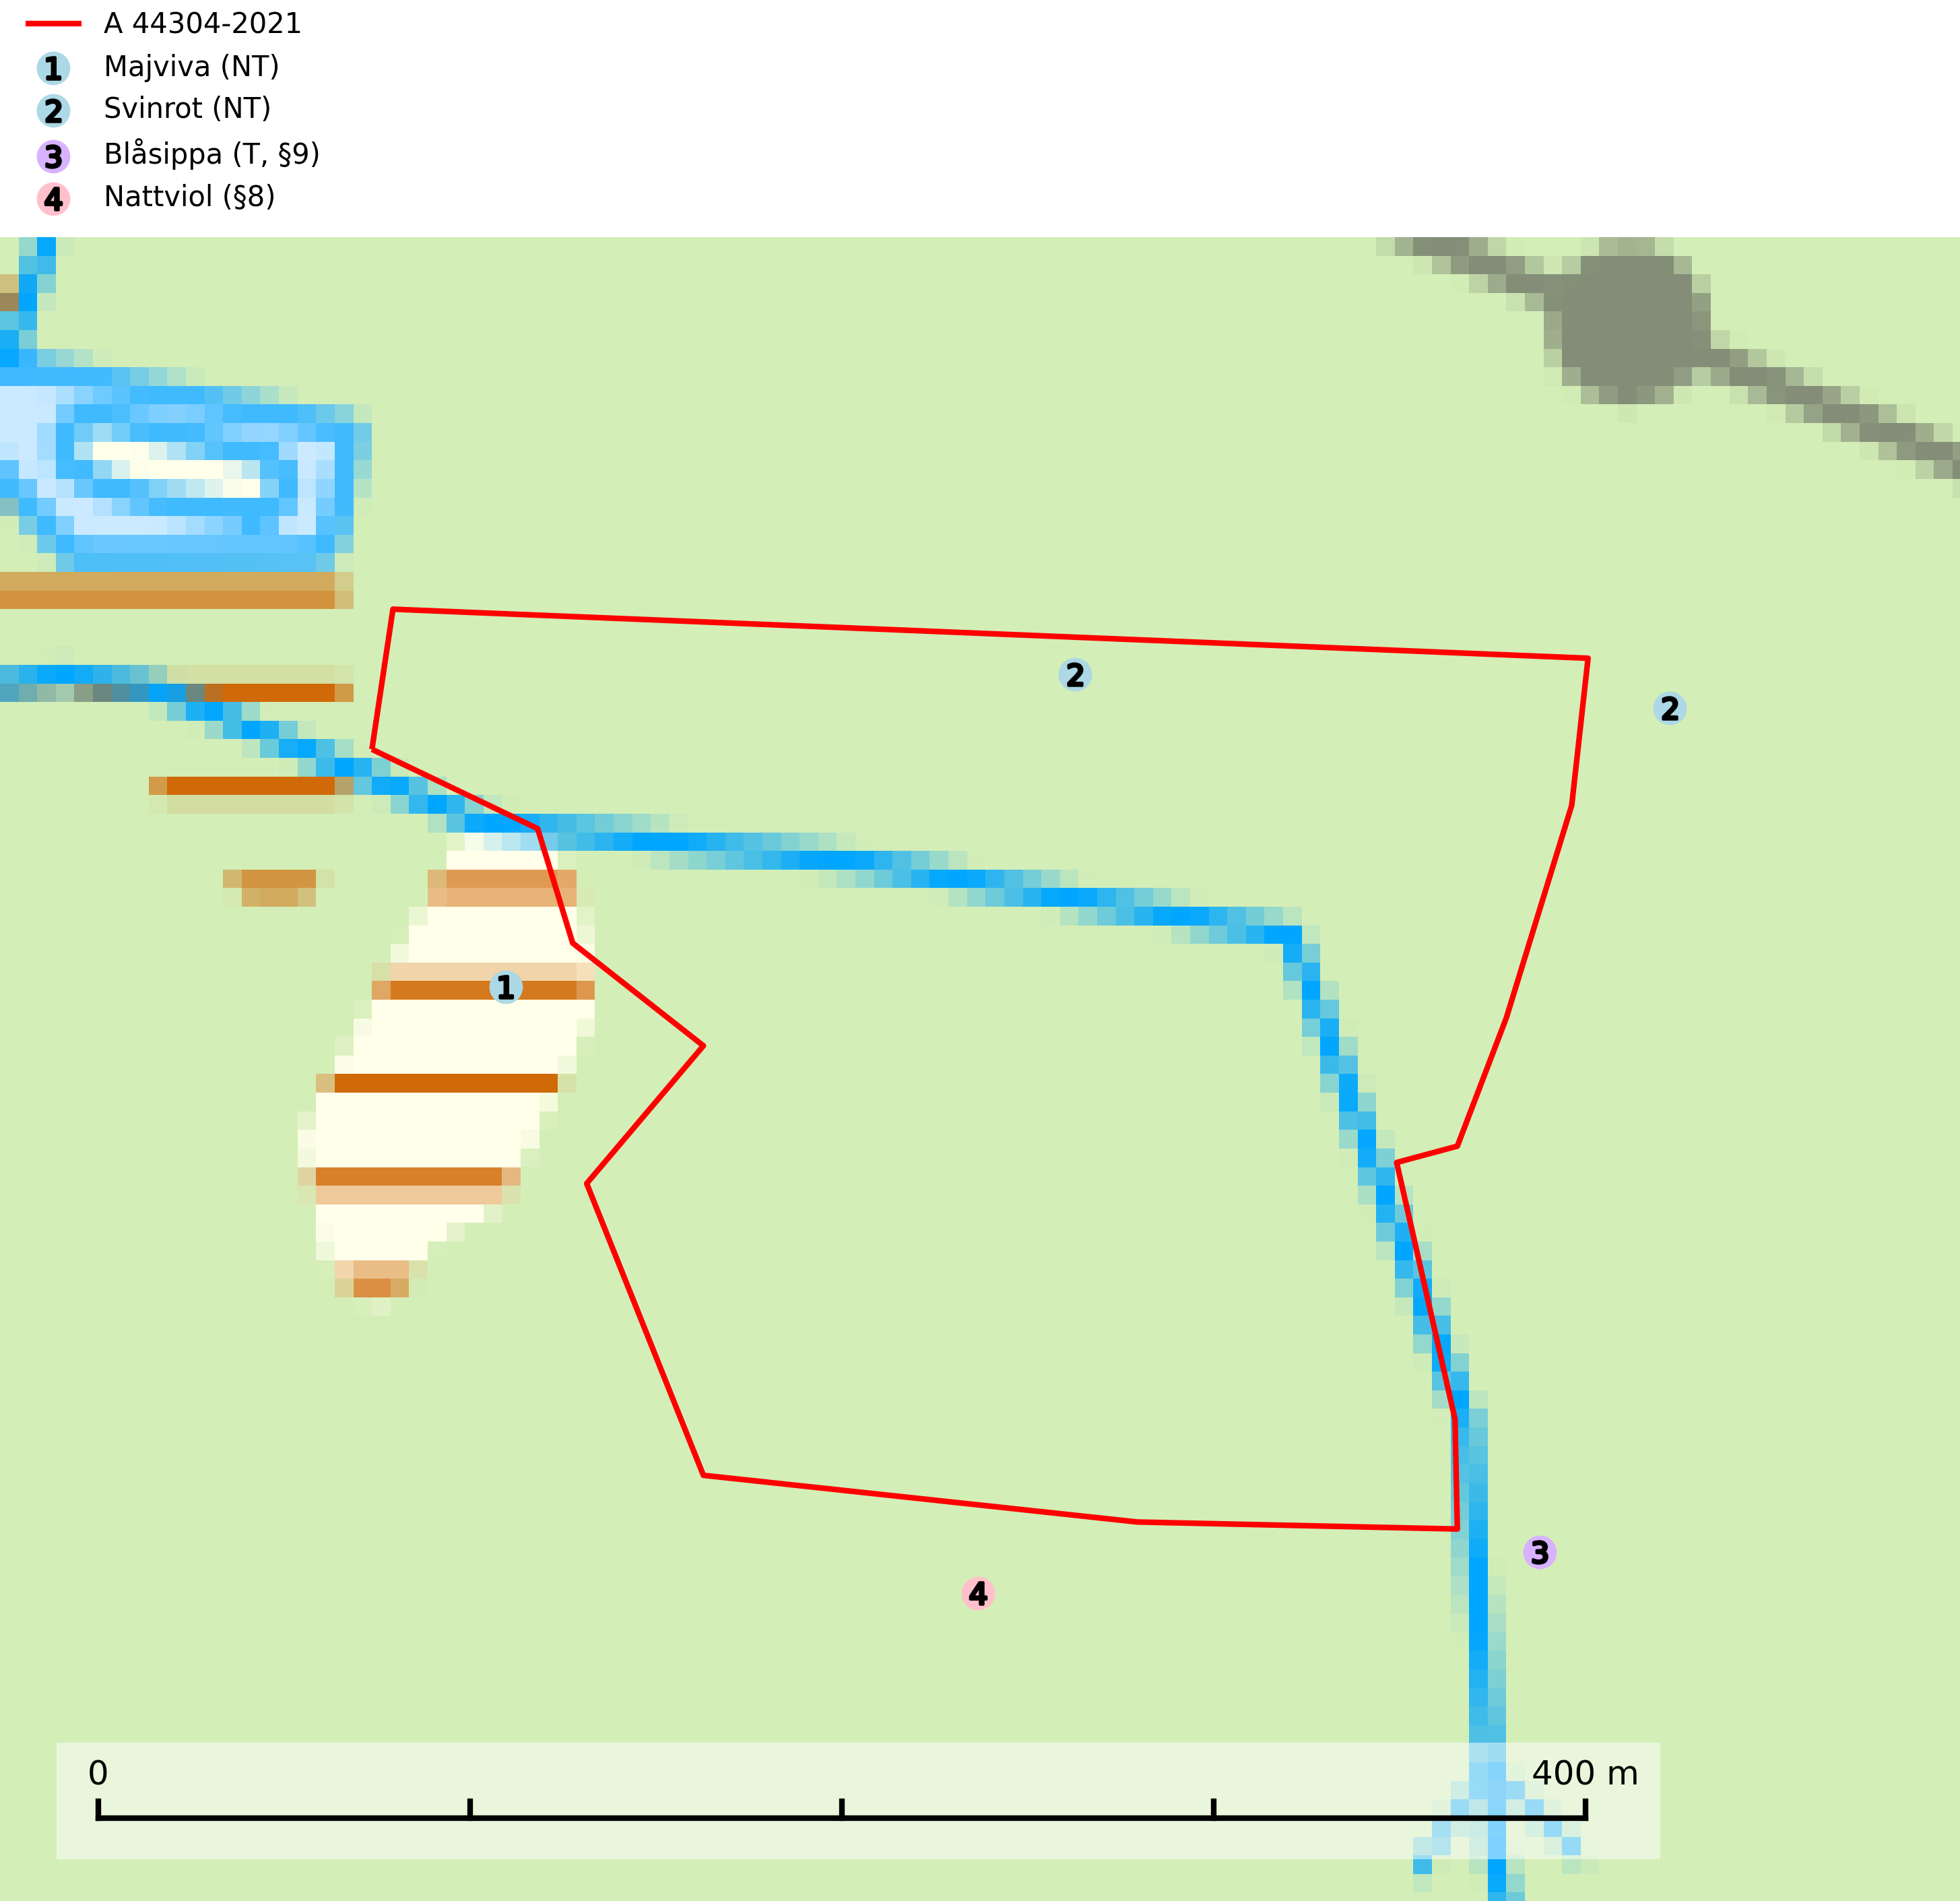 A 44304-2021
1 Majviva (NT)
2 Svinrot (NT)
3 Blåsippa (T, §9)
4 Nattviol (§8)
2
2
1
3
4
0 400 m